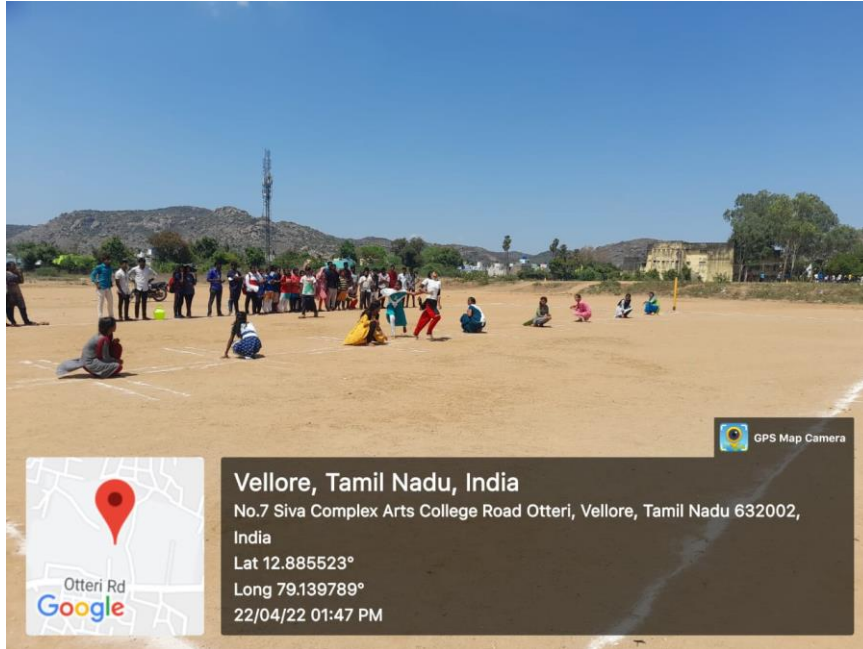 GPS Map Camera
Vellore, Tamil Nadu, India
No.7 Siva Complex Arts College Road Otteri, Vellore, Tamil Nadu 632002,
India
Lat 12.885523°
Long 79.139789°
22/04/22 01:47 PM
Otteri Rd
Google